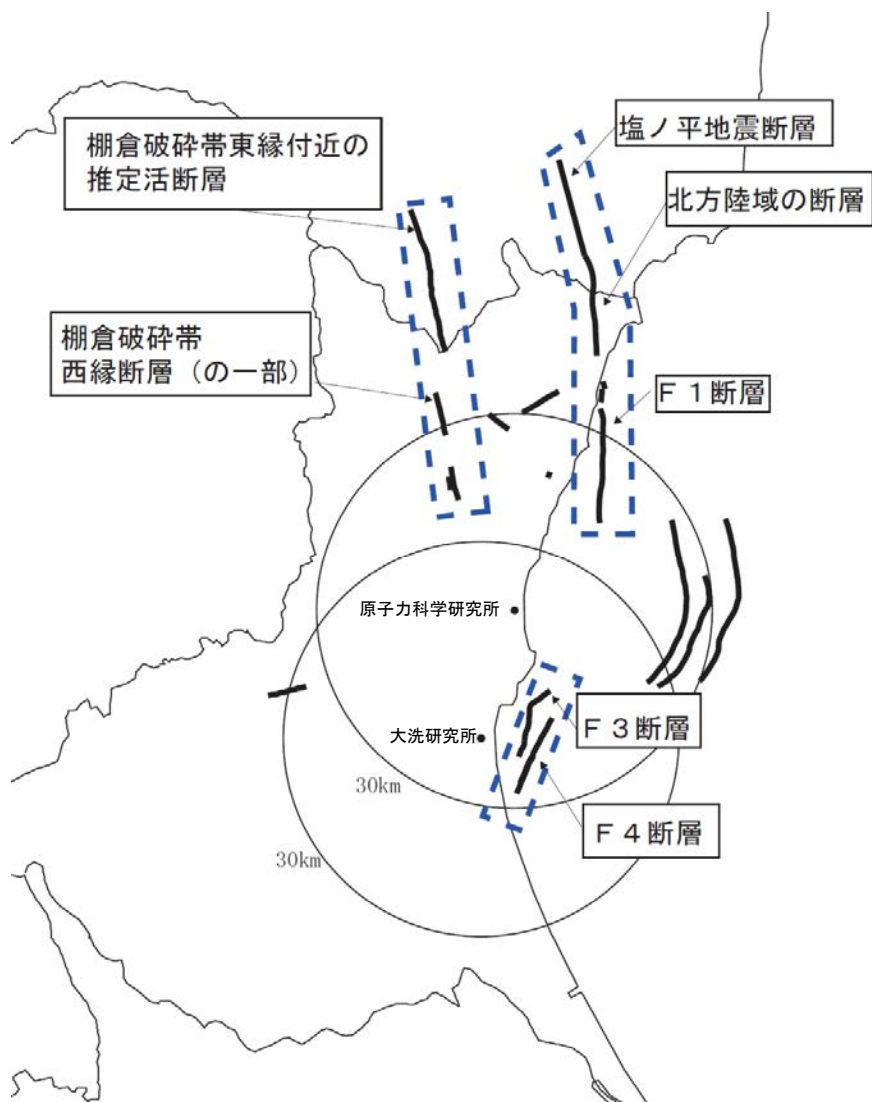 塩ノ平地震断層
棚倉破砕帯東縁付近の
推定活断層
北方陸域の断層
棚倉破砕帯
西縁断層（の一部）
Ｆ１断層
原子力科学研究所
Ｆ３断層
大洗研究所
30km
Ｆ４断層
30km